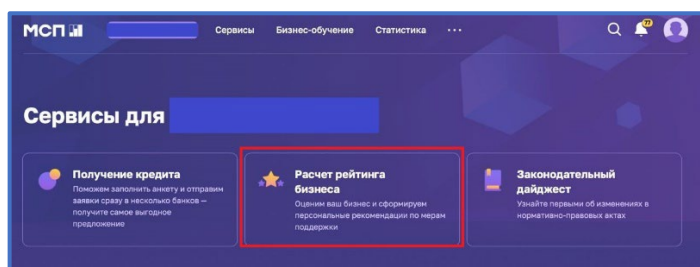 МСП
Сервисы Бизнес-обучение Статистика ...
77
Сервисы для
Получение кредита
Поможем заполнить анкету и отправим
заявки сразу в несколько банков —
получите самое выгодное
предложение
Расчет рейтинга
бизнеса
Оценим ваш бизнес и сформируем
персональные рекомендации по мерам
поддержки
Законодательный
дайджест
Узнайте первыми об изменениях в
нормативно-правовых актах